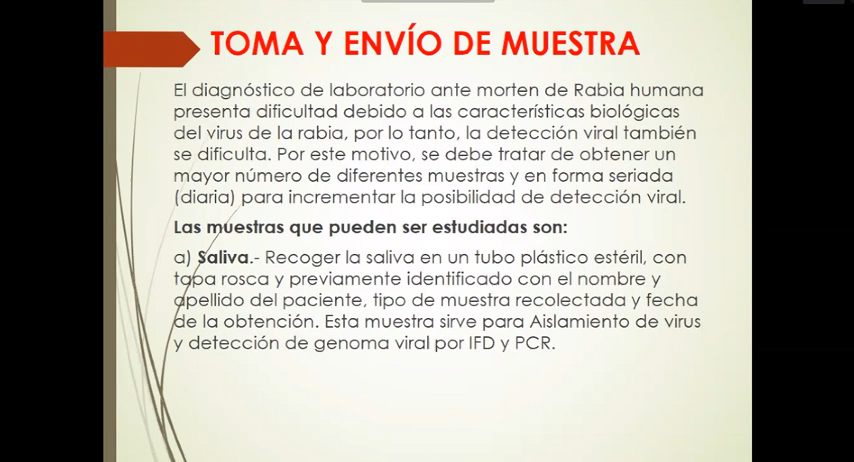 TOMA Y ENVÍO DE MUESTRA
El diagnóstico de laboratorio ante morten de Rabia humana
presenta dificultad debido a las características biológicas
del virus de la rabia, por lo tanto, la detección viral también
se dificulta. Por este motivo, se debe tratar de obtener un
mayor número de diferentes muestras y en forma seriada
(diaria) para incrementar la posibilidad de detección viral.
Las muestras que pueden ser estudiadas son:
a) Saliva.- Recoger la saliva en un tubo plástico estéril, con
tapa rosca y previamente identificado con el nombre y
apellido del paciente, tipo de muestra recolectada y fecha
de la obtención. Esta muestra sirve para Aislamiento de virus
y detección de genoma viral por IFD y PCR.